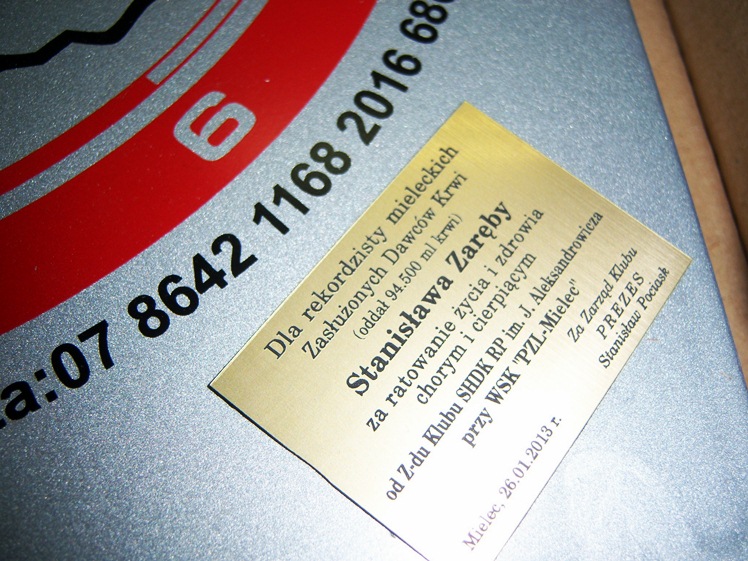 6
a:07 8642 1168 2016 686
Dla rekordzisty mieleckich
Zasłużonych Dawców Krwi
(oddał 94.500 ml krwi)
Stanisława Zaręby
za ratowanie życia i zdrowia
chorym i cierpiącym
od Z-du Klubu SHDK RP im. J. Aleksandrowicza
przy WSK "PZL-Mielec"
Za Zarząd Klubu
PREZES
Stanisław Pociask
Mielec, 26.01.2013 r.